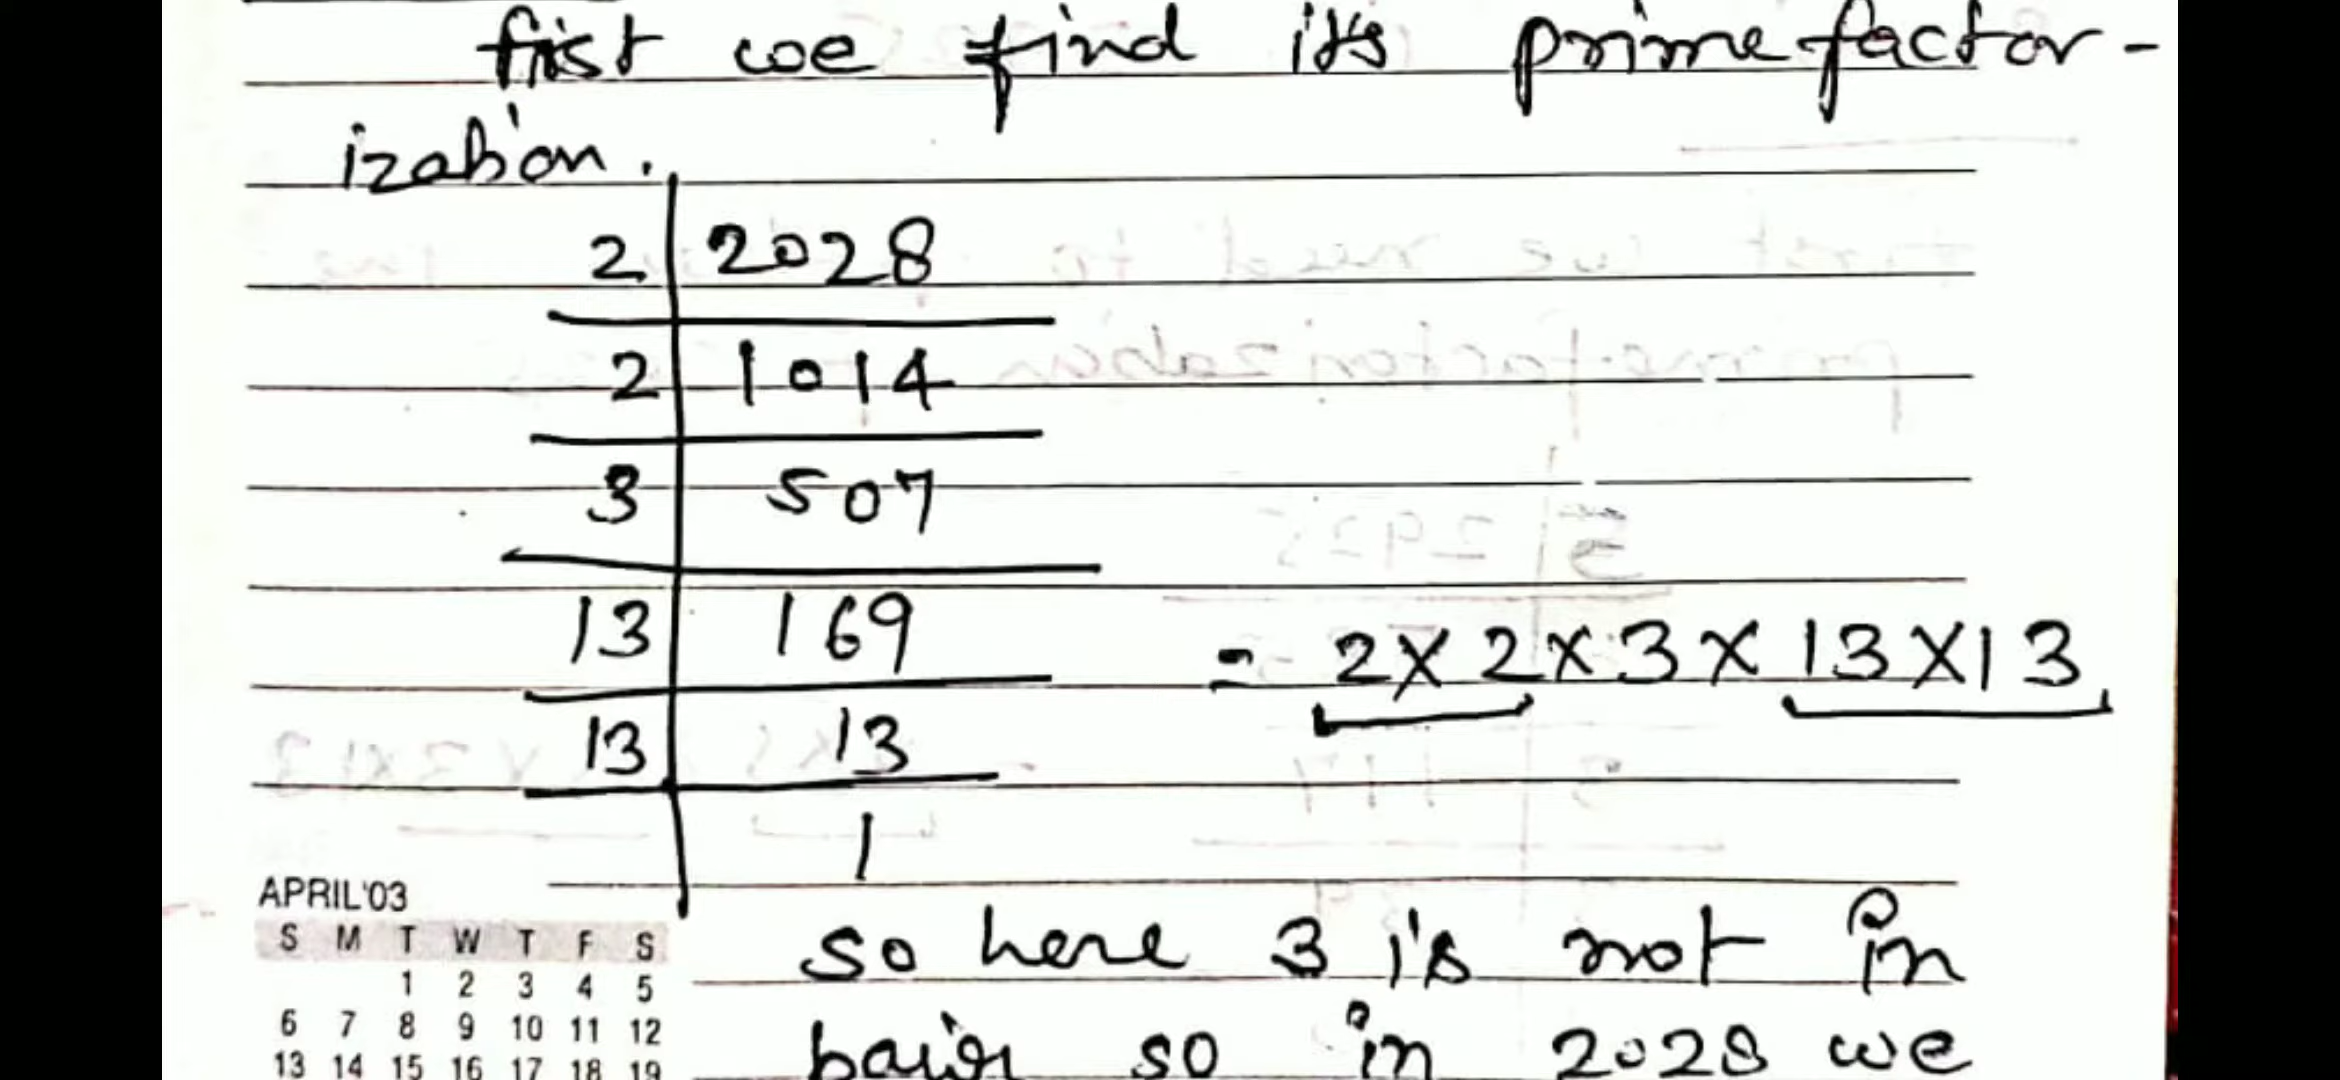 first we find it's prime factor-
ization.
2 | 2028
2 | 1014
3 | 507
13 | 169 = 2 X 2 X 3 X 13 X 13
13 | 13
1
APRIL'03
S M T W T F S
1 2 3 4 5
6 7 8 9 10 11 12
13 14 15 16 17 18 19
so here 3 is not in
so in 2028 we